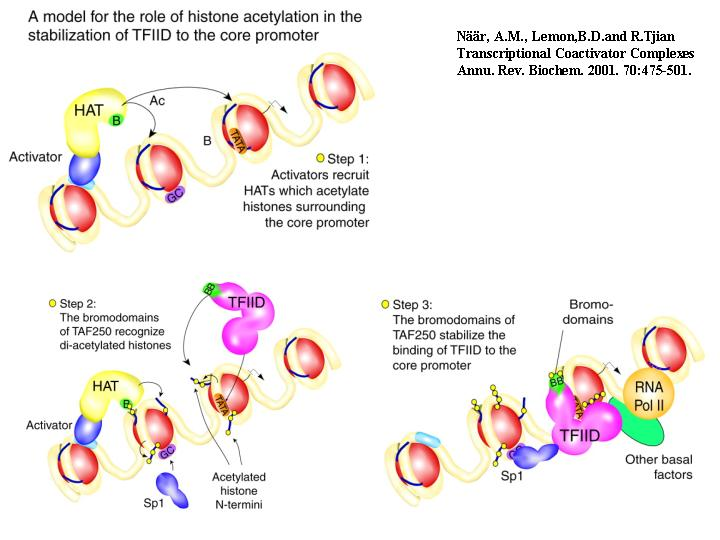 A model for the role of histone acetylation in the
stabilization of TFIID to the core promoter
Näär, A.M., Lemon,B.D.and R.Tjian
Transcriptional Coactivator Complexes
Annu. Rev. Biochem. 2001. 70:475-501.
HAT
B
Ac
Activator
B
TATA
GC
Step 1:
Activators recruit
HATs which acetylate
histones surrounding
the core promoter
Step 2:
The bromodomains
of TAF250 recognize
di-acetylated histones
BB
TFIID
HAT
B
TATA
Activator
GC
Sp1
Acetylated
histone
N-termini
Step 3:
The bromodomains of
TAF250 stabilize the
binding of TFIID to the
core promoter
Bromo-
domains
BB
RNA
Pol II
TFIID
Sp1
Other basal
factors